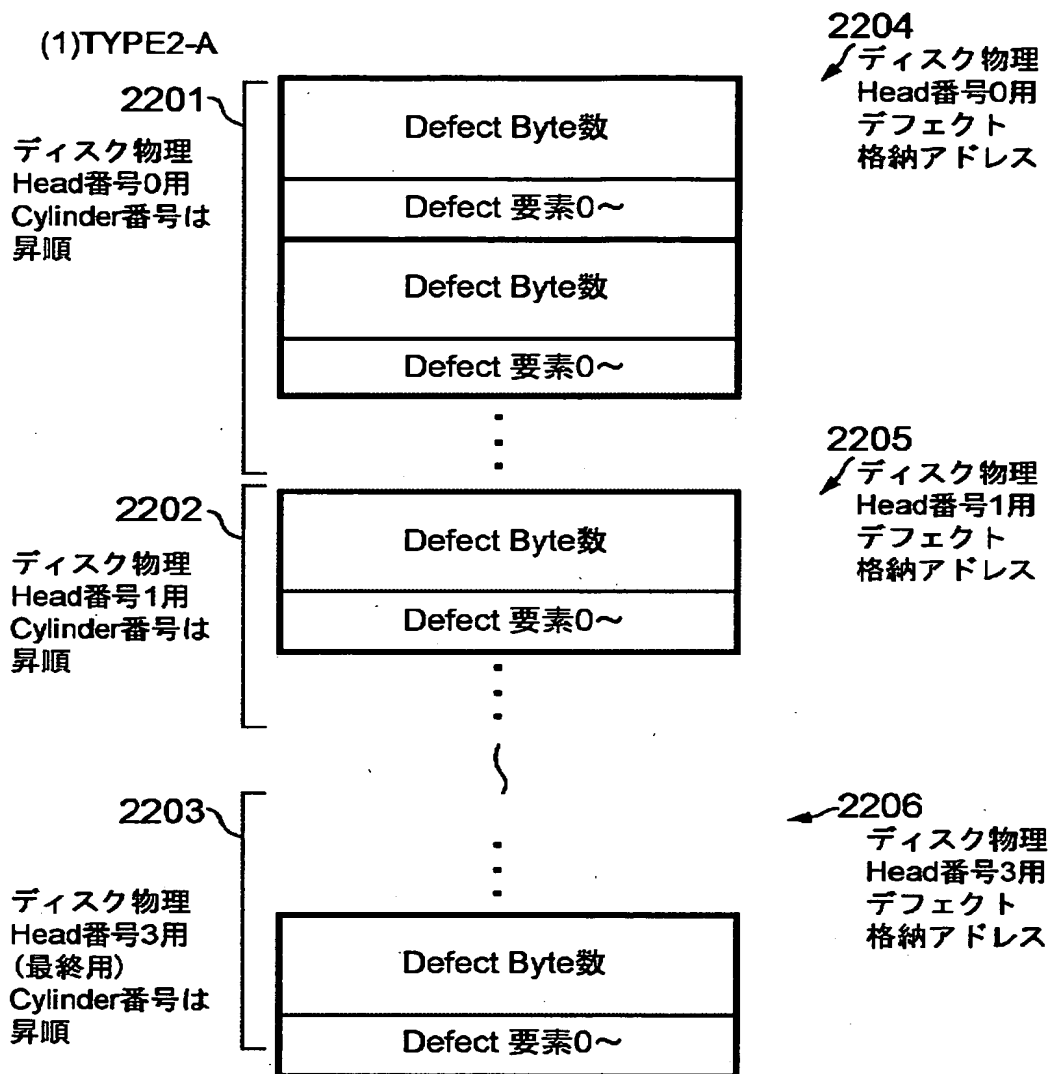 (1)TYPE2-A
2201
ディスク物理
Head番号0用
Cylinder番号は
昇順
Defect Byte数
Defect 要素0～
Defect Byte数
Defect 要素0～
2204
ディスク物理
Head番号0用
デフェクト
格納アドレス
2202
ディスク物理
Head番号1用
Cylinder番号は
昇順
Defect Byte数
Defect 要素0～
2205
ディスク物理
Head番号1用
デフェクト
格納アドレス
2203
ディスク物理
Head番号3用
(最終用)
Cylinder番号は
昇順
Defect Byte数
Defect 要素0～
2206
ディスク物理
Head番号3用
デフェクト
格納アドレス